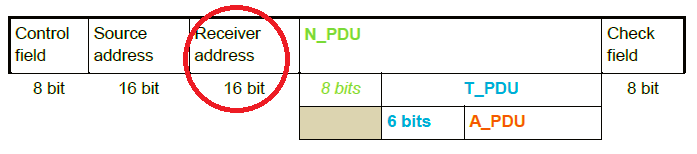 Control field
Source address
Receiver address
N_PDU
Check field
8 bit
16 bit
16 bit
8 bits
T_PDU
8 bit
6 bits
A_PDU